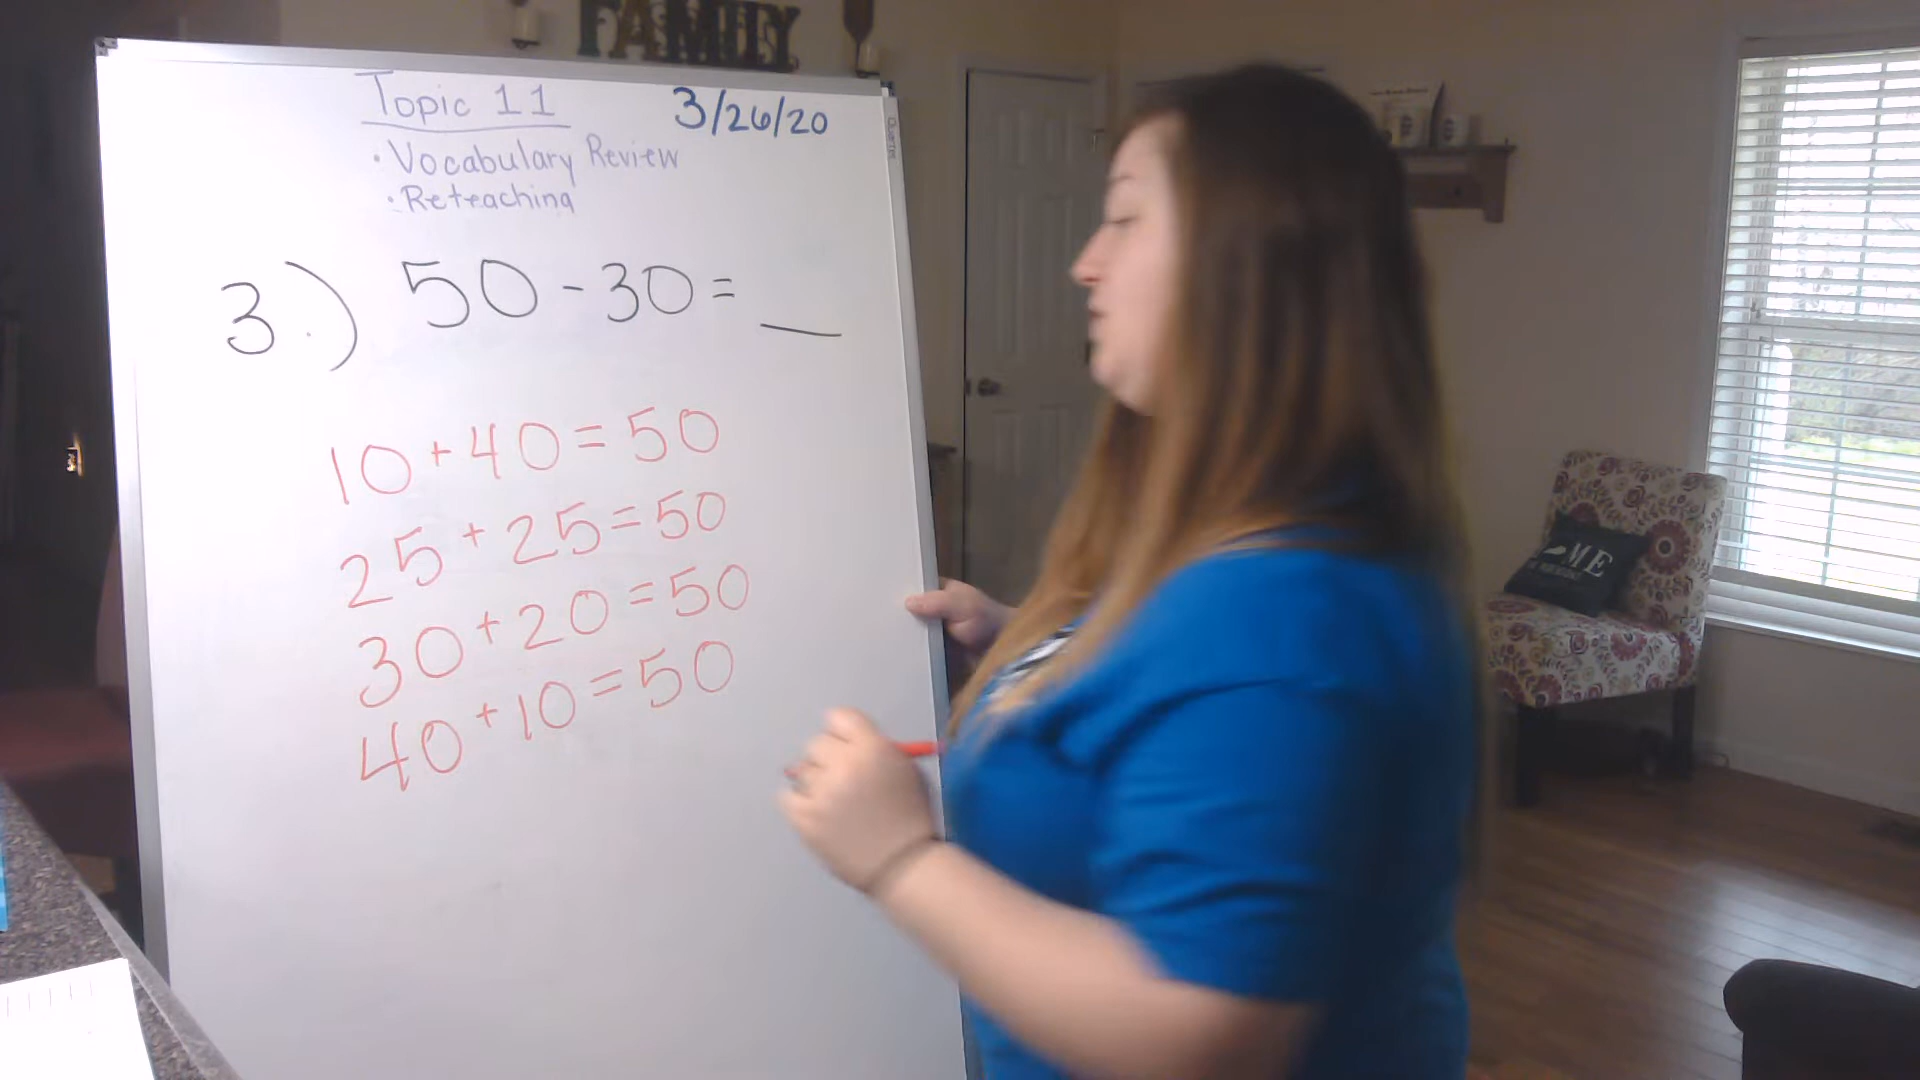 FAMILY
Topic 11
3/26/20
• Vocabulary Review
• Reteaching
3.) 50 - 30 = __
10 + 40 = 50
25 + 25 = 50
30 + 20 = 50
40 + 10 = 50
ME